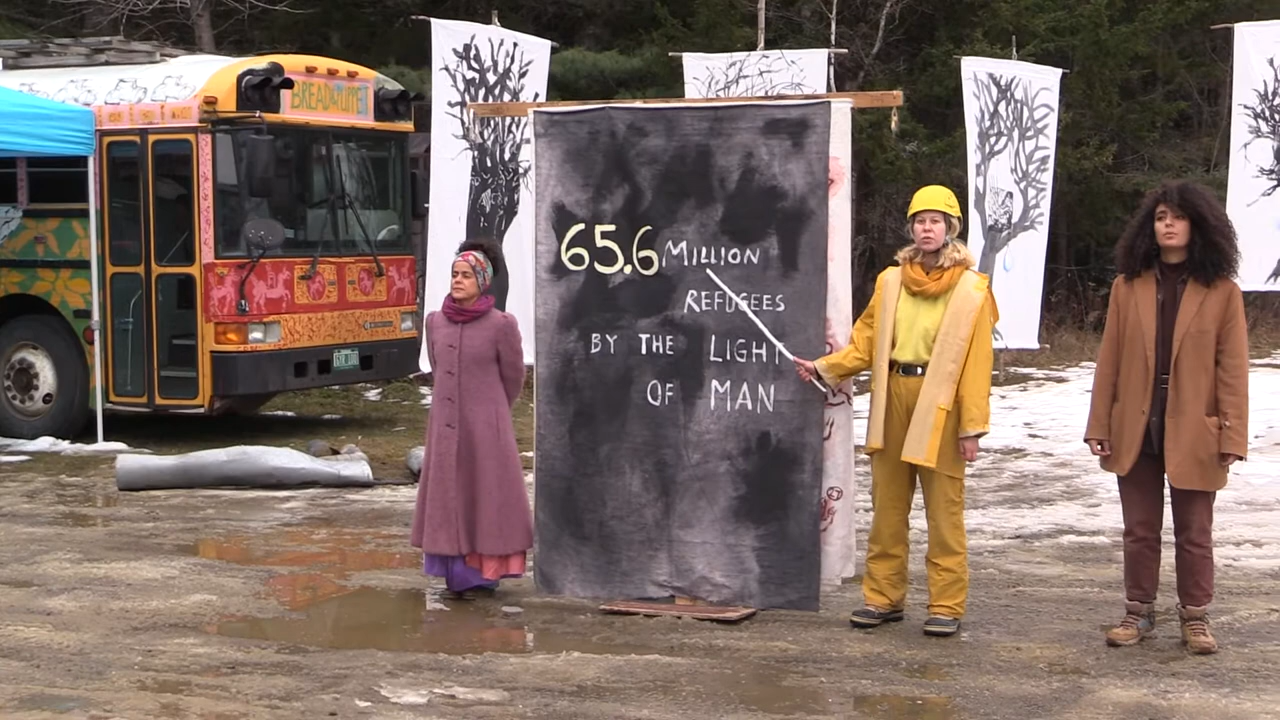 BREAD & PUPPET
65.6 MILLION
REFUGEES
BY THE LIGHT
OF MAN